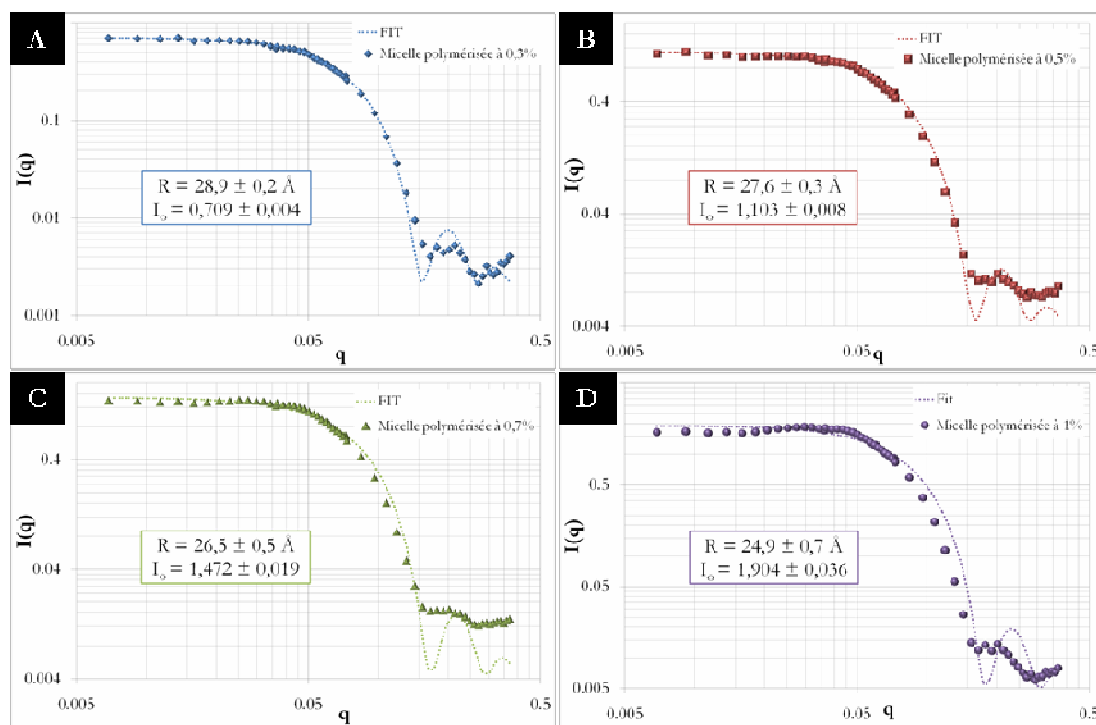 A
FIT
Micelle polymérisée à 0,3%
0.1
0.01
0.001
I(q)
R = 28,9 ± 0,2 Å
I₀ = 0,709 ± 0,004
0.005
0.05
0.5
q
B
FIT
Micelle polymérisée à 0.5%
0.4
0.04
0.004
I(q)
R = 27,6 ± 0,3 Å
I₀ = 1,103 ± 0,008
0.005
0.05
0.5
q
C
FIT
Micelle polymérisée à 0,7%
0.4
0.04
0.004
I(q)
R = 26,5 ± 0,5 Å
I₀ = 1,472 ± 0,019
0.005
0.05
0.5
q
D
Fit
Micelle polymérisée à 1%
0.5
0.05
0.005
I(q)
R = 24,9 ± 0,7 Å
I₀ = 1,904 ± 0,036
0.005
0.05
0.5
q